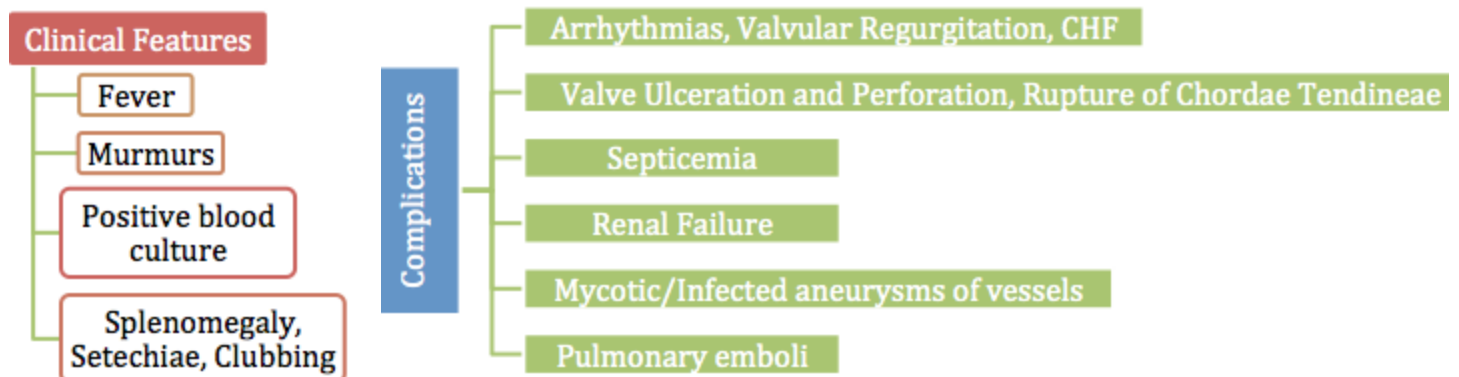 Clinical Features
Fever
Murmurs
Positive blood
culture
Splenomegaly,
Setechiae, Clubbing
Complications
Arrhythmias, Valvular Regurgitation, CHF
Valve Ulceration and Perforation, Rupture of Chordae Tendineae
Septicemia
Renal Failure
Mycotic/Infected aneurysms of vessels
Pulmonary emboli